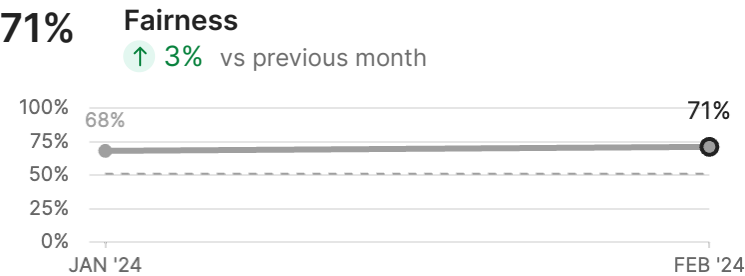 71%
Fairness
↑ 3% vs previous month
100%
68%
71%
75%
50%
25%
0%
JAN '24
FEB '24